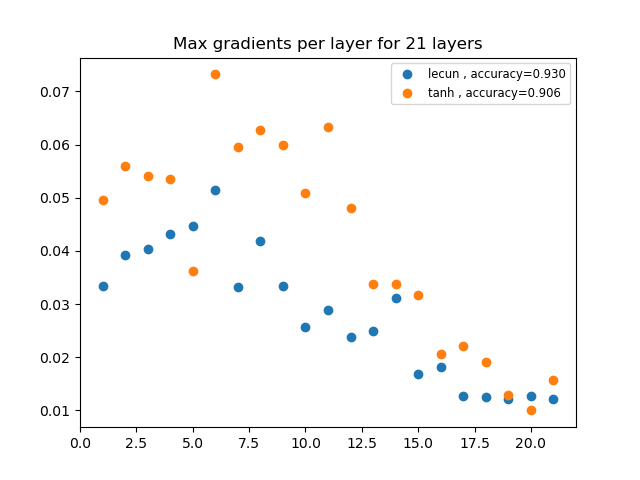 Max gradients per layer for 21 layers
lecun , accuracy=0.930
tanh , accuracy=0.906
0.07
0.06
0.05
0.04
0.03
0.02
0.01
0.0 2.5 5.0 7.5 10.0 12.5 15.0 17.5 20.0